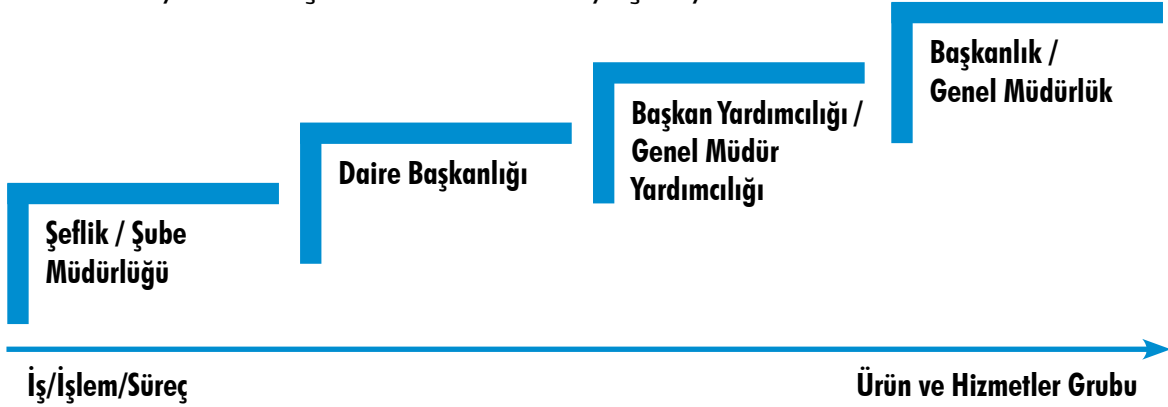 Başkanlık /
Genel Müdürlük
Başkan Yardımcılığı /
Genel Müdür
Yardımcılığı
Daire Başkanlığı
Şeflik / Şube
Müdürlüğü
İş/İşlem/Süreç
Ürün ve Hizmetler Grubu